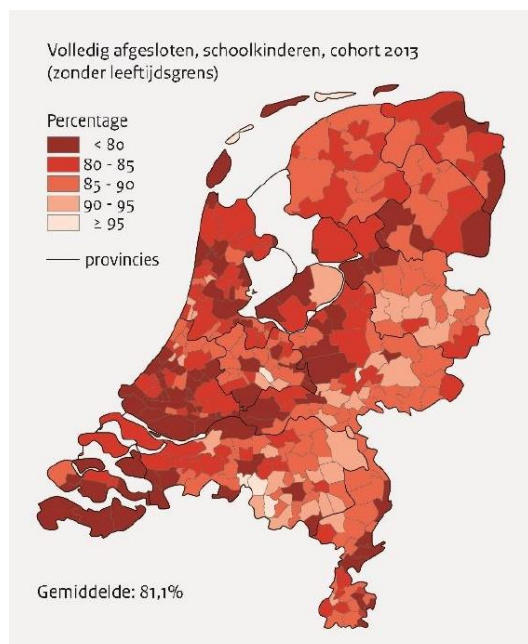 Volledig afgesloten, schoolkinderen, cohort 2013
(zonder leeftijdsgrens)
Percentage
< 80
80 - 85
85 - 90
90 - 95
≥ 95
provincies
Gemiddelde: 81,1%